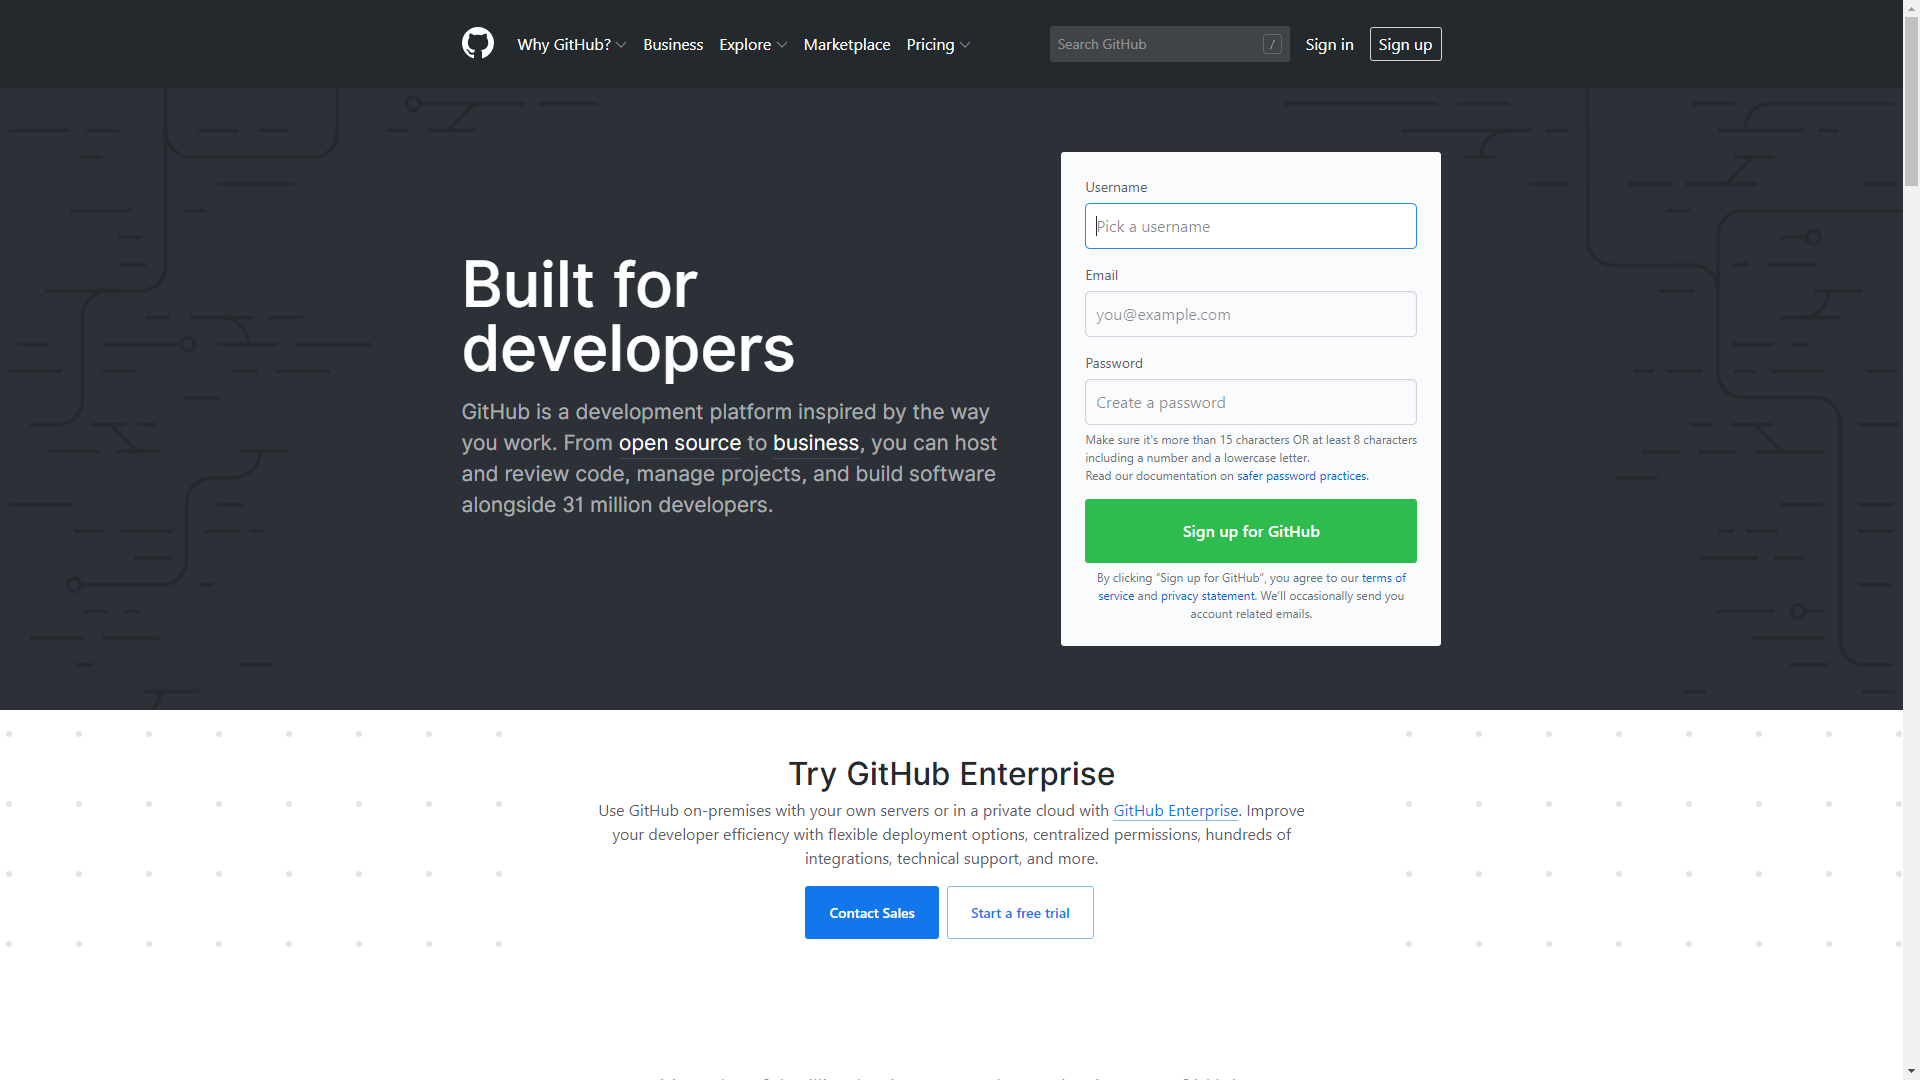 Why GitHub?
Business
Explore
Marketplace
Pricing
Search GitHub
/
Sign in
Sign up
Built for
developers
GitHub is a development platform inspired by the way
you work. From open source to business, you can host
and review code, manage projects, and build software
alongside 31 million developers.
Username
Pick a username
Email
you@example.com
Password
Create a password
Make sure it's more than 15 characters OR at least 8 characters
including a number and a lowercase letter.
Read our documentation on safer password practices.
Sign up for GitHub
By clicking “Sign up for GitHub”, you agree to our terms of
service and privacy statement. We’ll occasionally send you
account related emails.
Try GitHub Enterprise
Use GitHub on-premises with your own servers or in a private cloud with GitHub Enterprise. Improve
your developer efficiency with flexible deployment options, centralized permissions, hundreds of
integrations, technical support, and more.
Contact Sales
Start a free trial